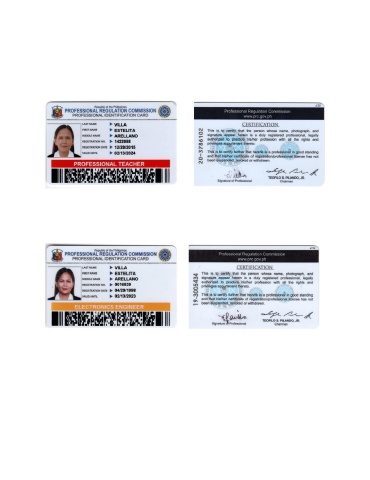 Republic of the Philippines
PROFESSIONAL REGULATION COMMISSION
PROFESSIONAL IDENTIFICATION CARD
LAST NAME VILLA
FIRST NAME ESTELITA
MIDDLE NAME ARELLANO
REGISTRATION NO.
REGISTRATION DATE
VALID UNTIL 02/13/2024
PROFESSIONAL TEACHER
Professional Regulation Commission
www.prc.gov.ph
CERTIFICATION
This is to certify that the person whose name, photograph, and
signature appear hereon is a duly registered professional, legally
authorized to practice his/her profession with all the rights and
privileges appurtenant thereto.
This is to certify further that he/she is a professional in good standing
and that his/her certificate of registration/professional license has not
been suspended, revoked or withdrawn.
20-3786102
Signature of Professional
TEOFILO S. PILANDO, JR.
Chairman
Republic of the Philippines
PROFESSIONAL REGULATION COMMISSION
PROFESSIONAL IDENTIFICATION CARD
LAST NAME VILLA
FIRST NAME ESTELITA
MIDDLE NAME ARELLANO
REGISTRATION NO.
REGISTRATION DATE 04/29/1998
VALID UNTIL 02/13/2023
ELECTRONICS ENGINEER
Professional Regulation Commission
www.prc.gov.ph
CERTIFICATION
This is to certify that the person whose name, photograph, and
signature appear hereon is a duly registered professional, legally
authorized to practice his/her profession with all the rights and
privileges appurtenant thereto.
This is to certify further that he/she is a professional in good standing
and that his/her certificate of registration/professional license has not
been suspended, revoked or withdrawn.
Signature of Professional
TEOFILO S. PILANDO, JR.
Chairman